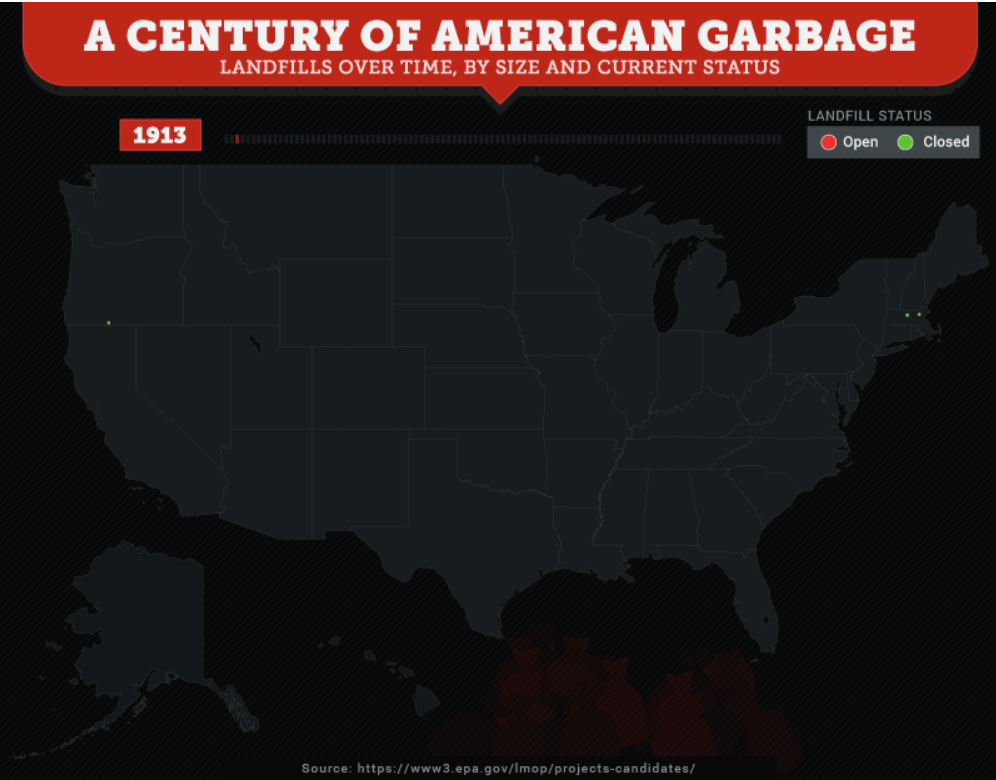 A CENTURY OF AMERICAN GARBAGE
LANDFILLS OVER TIME, BY SIZE AND CURRENT STATUS
1913
LANDFILL STATUS
Open Closed
Source: https://www3.epa.gov/lmop/projects-candidates/